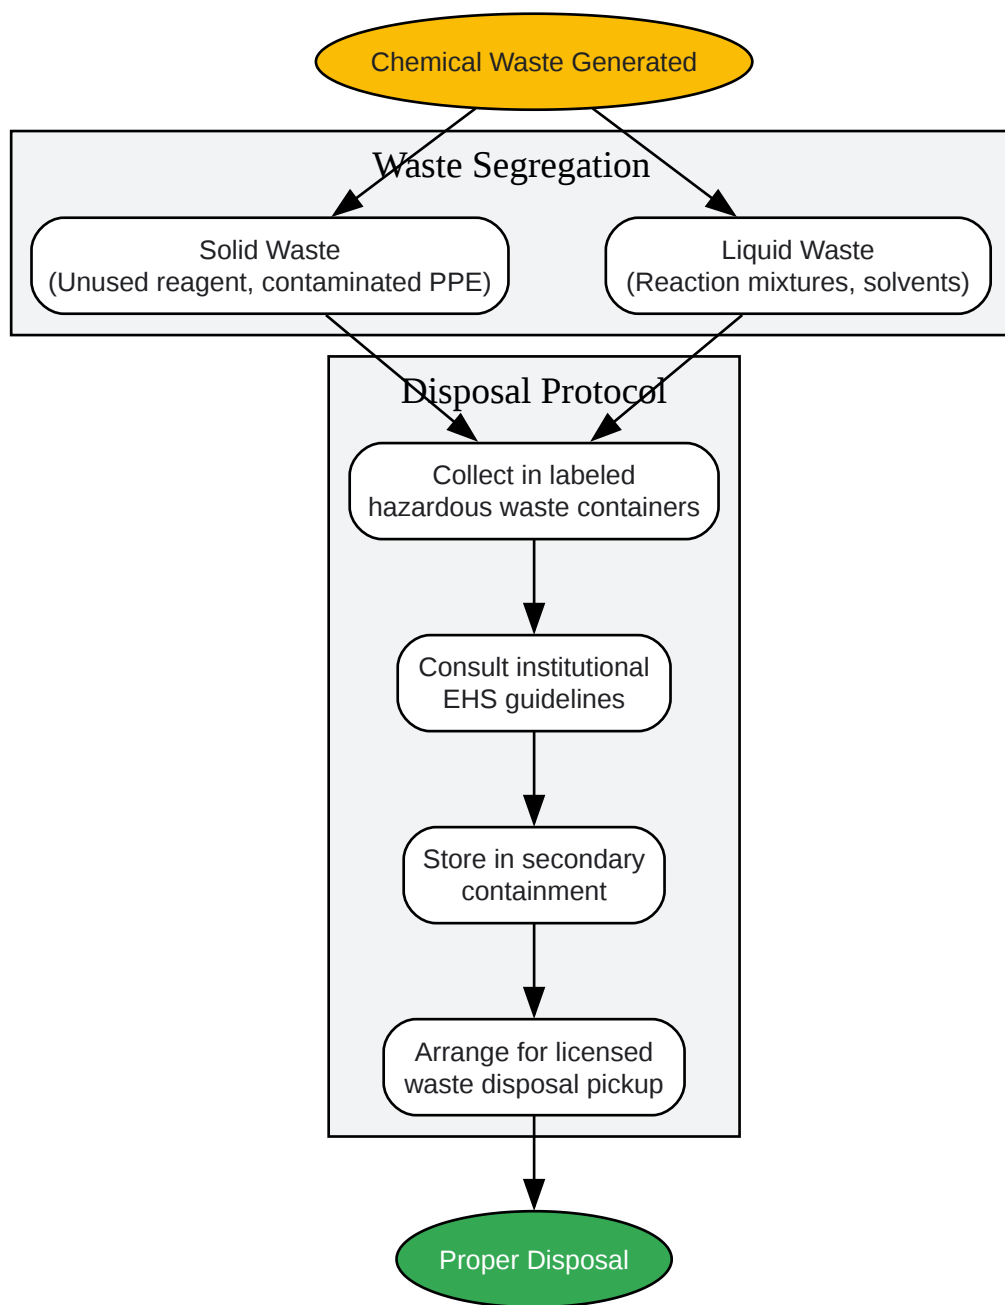 Chemical Waste Generated
Waste Segregation
Solid Waste
(Unused reagent, contaminated PPE)
Liquid Waste
(Reaction mixtures, solvents)
Disposal Protocol
Collect in labeled
hazardous waste containers
Consult institutional
EHS guidelines
Store in secondary
containment
Arrange for licensed
waste disposal pickup
Proper Disposal